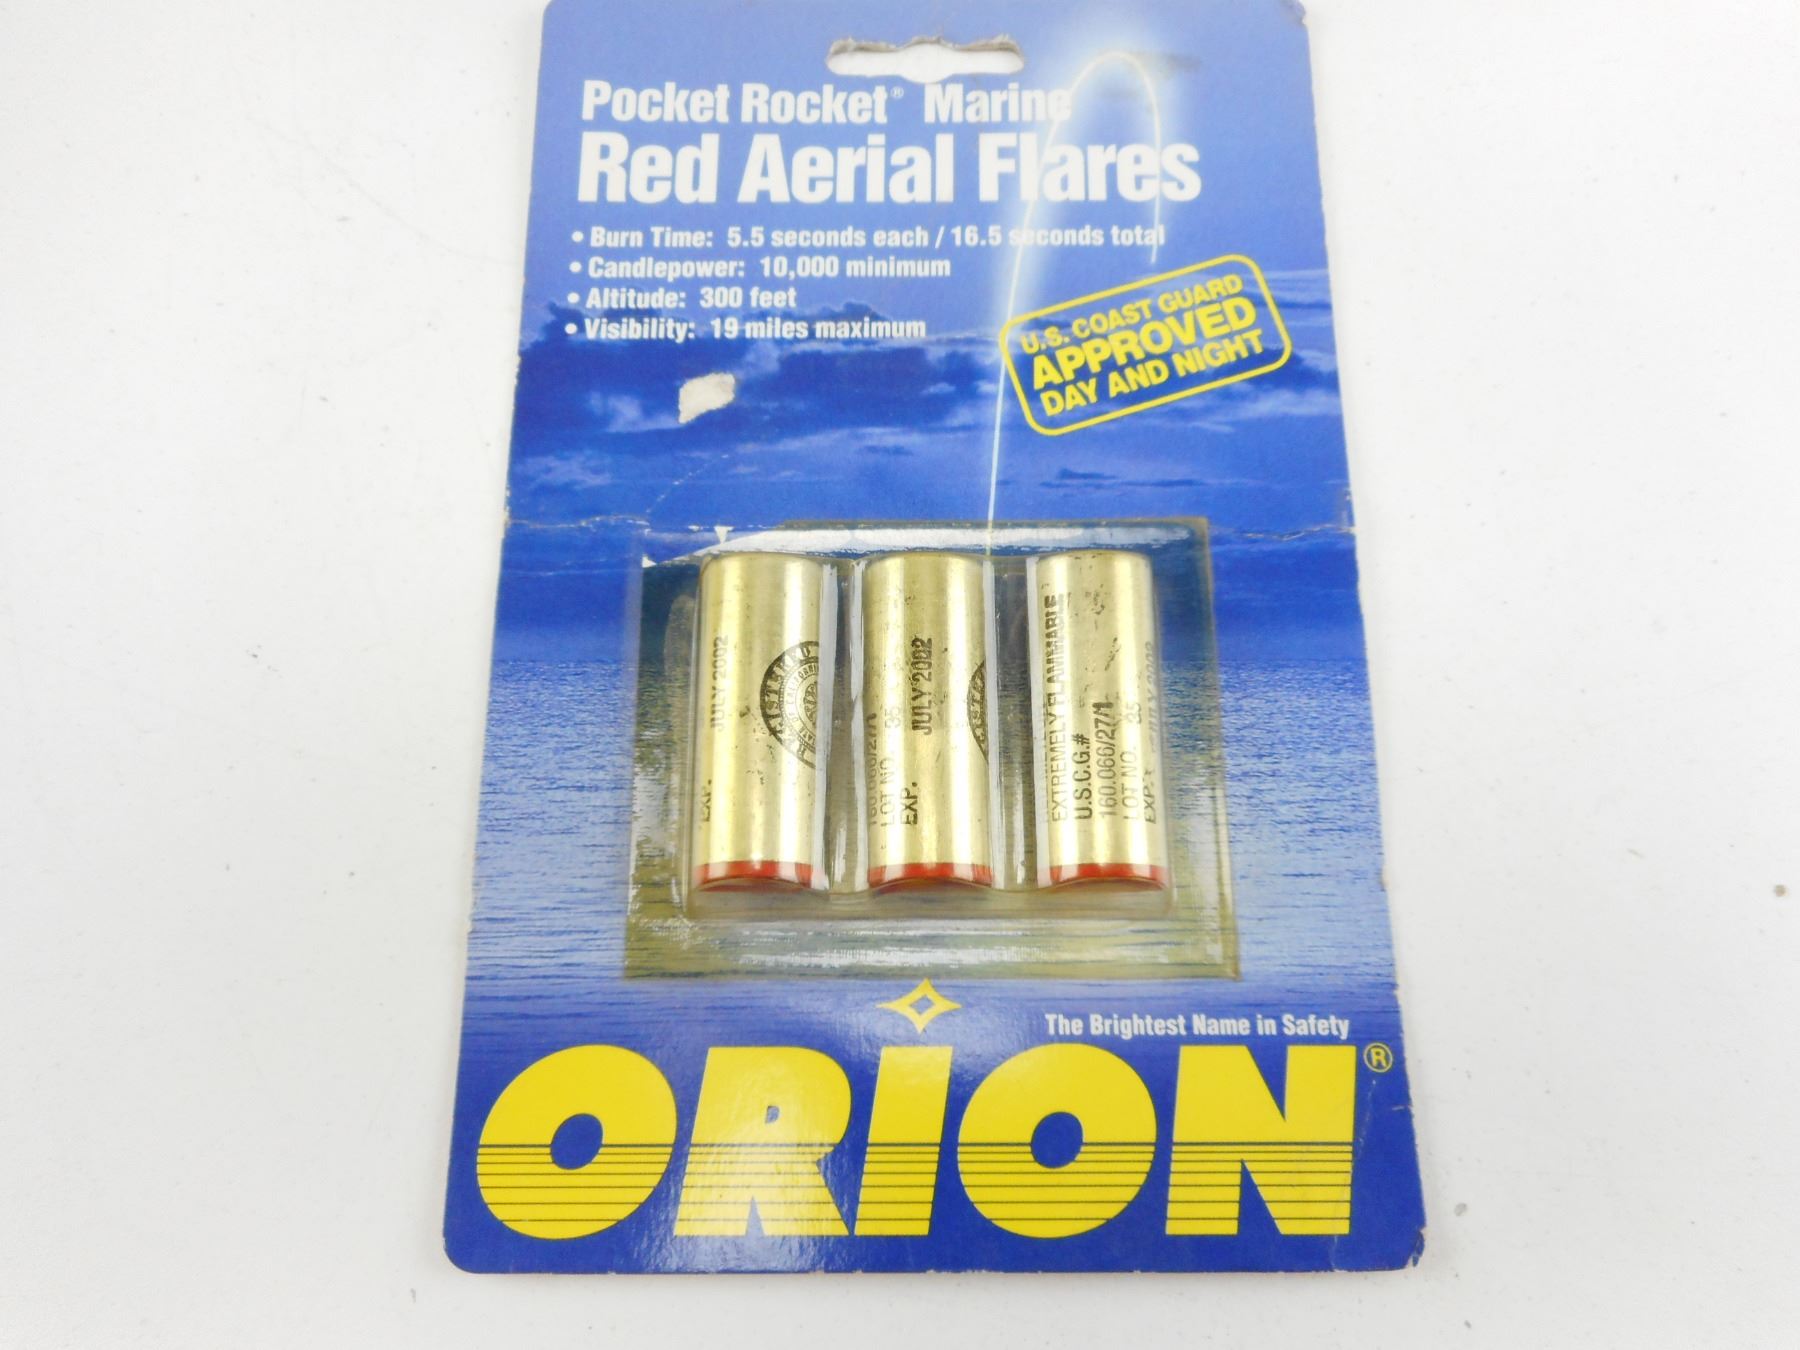 Pocket Rocket® Marine
Red Aerial Flares
• Burn Time: 5.5 seconds each / 16.5 seconds total
• Candlepower: 10,000 minimum
• Altitude: 300 feet
• Visibility: 19 miles maximum
U.S. COAST GUARD
APPROVED
DAY AND NIGHT
EXP. JULY 2002
LOT NO. 35
EXP. JULY 2002
EXTREMELY FLAMMABLE
U.S.C.G.#
160.066/27/1
LOT NO. 35
EXP. JULY 2002
The Brightest Name in Safety
ORION®